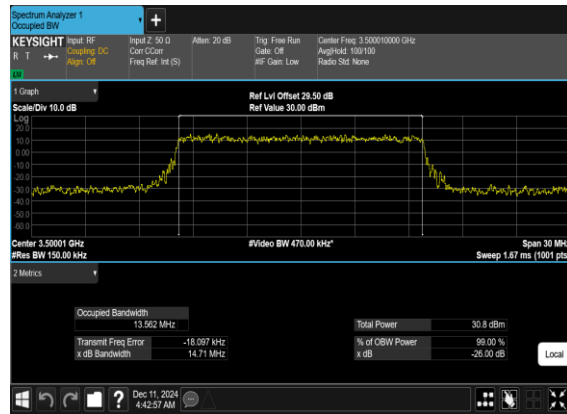 Spectrum Analyzer 1
Occupied BW
+
KEYSIGHT Input: RF Input Z: 50 Ω Atten: 20 dB Trig: Free Run Center Freq: 3.500010000 GHz
R T Coupling: DC Corr CCorr Gate: Off Avg|Hold: 100/100
Align: Off Freq Ref: Int (S) #IF Gain: Low Radio Std: None
LW
1 Graph Ref Lvl Offset 29.50 dB
Scale/Div 10.0 dB Ref Value 30.00 dBm
Log
20.0
10.0
0.00
-10.0
-20.0
-30.0
-40.0
-50.0
-60.0
Center 3.50001 GHz #Video BW 470.00 kHz* Span 30 MHz
#Res BW 150.00 kHz Sweep 1.67 ms (1001 pts
2 Metrics
Occupied Bandwidth
13.562 MHz Total Power 30.8 dBm
Transmit Freq Error -18.097 kHz % of OBW Power 99.00 %
x dB Bandwidth 14.71 MHz x dB -26.00 dB
Local
? Dec 11, 2024
4:42:57 AM